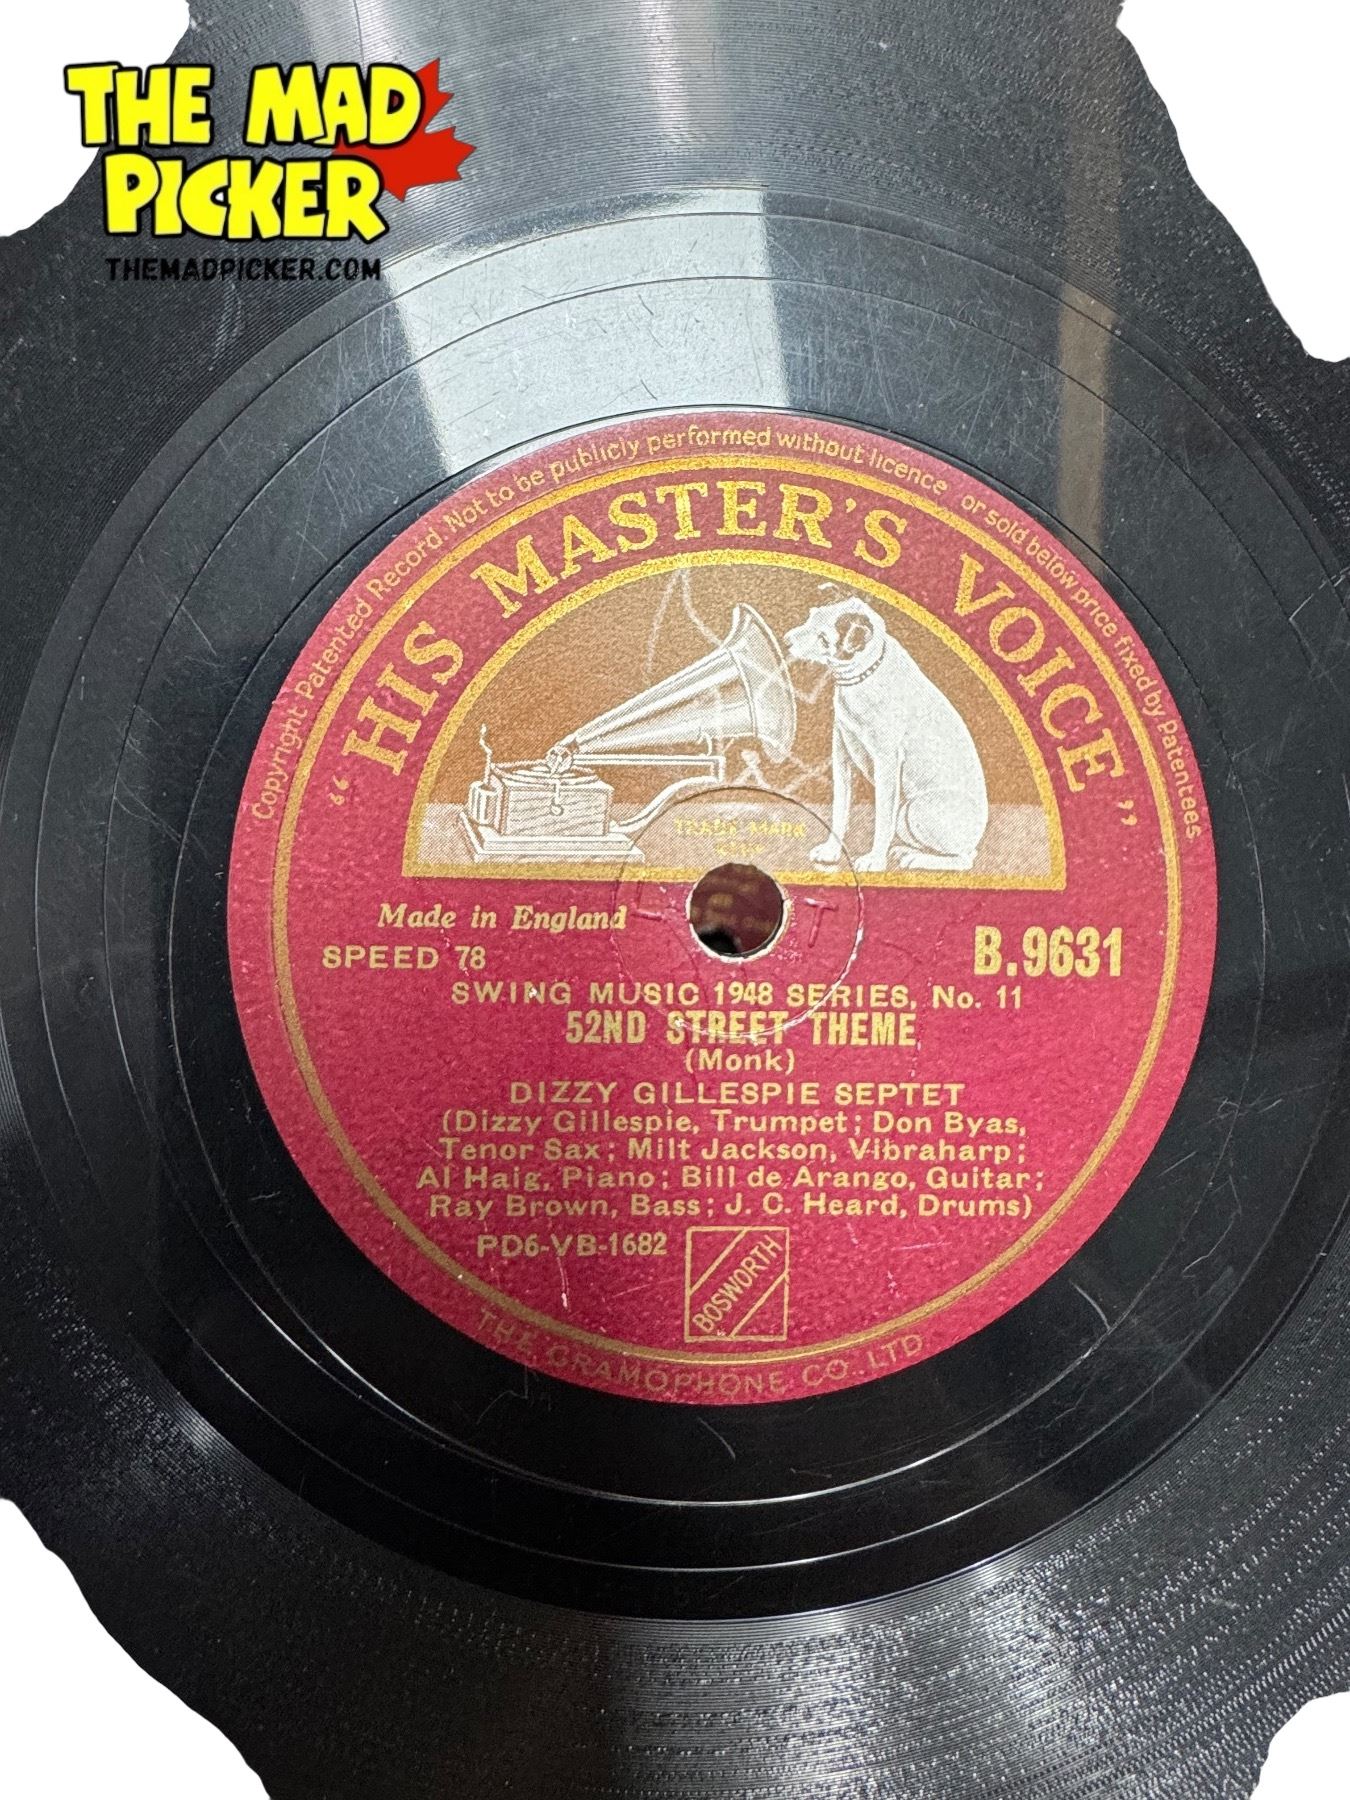 THE MAD
PICKER
THEMADPICKER.COM
Copyright Patented Record. Not to be publicly performed without licence or sold below price fixed by Patentees.
“HIS MASTER'S VOICE”
TRADE MARK
Made in England
SPEED 78
B.9631
SWING MUSIC 1948 SERIES, No. 11
52ND STREET THEME
(Monk)
DIZZY GILLESPIE SEPTET
(Dizzy Gillespie, Trumpet; Don Byas,
Tenor Sax; Milt Jackson, Vibraharp;
Al Haig, Piano; Bill de Arango, Guitar;
Ray Brown, Bass; J. C. Heard, Drums)
PD6-VB-1682
BOSWORTH
THE GRAMOPHONE CO. LTD